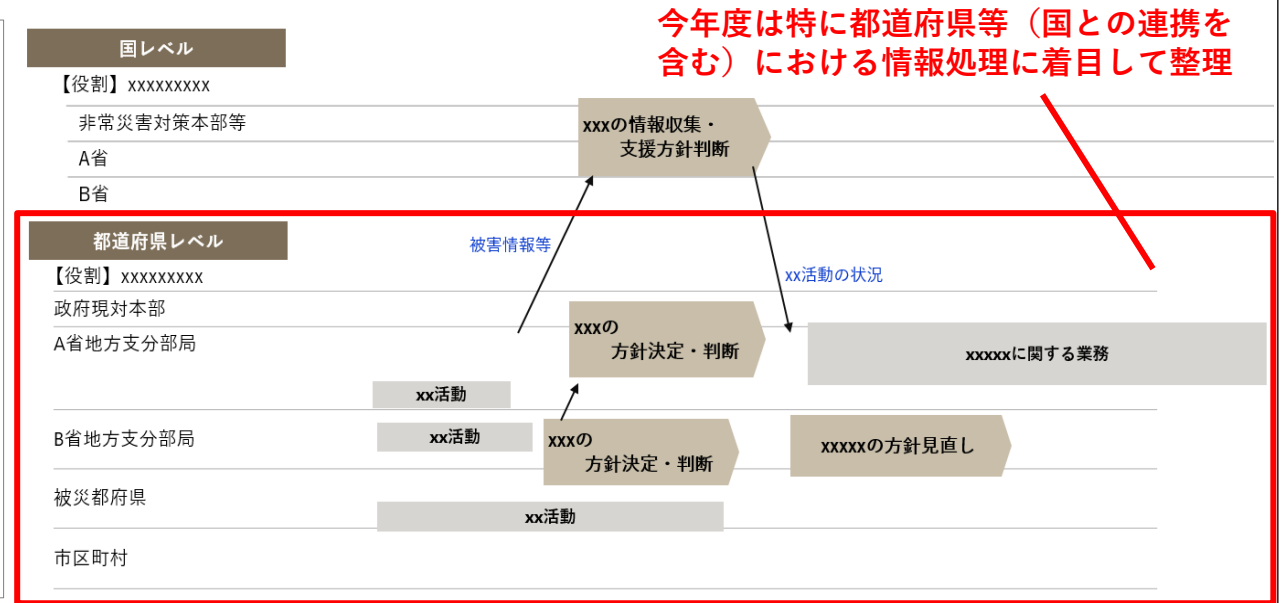 今年度は特に都道府県等（国との連携を
含む）における情報処理に着目して整理
国レベル
【役割】xxxxxxxxx
非常災害対策本部等
A省
B省
xxxの情報収集・
支援方針判断
都道府県レベル
【役割】xxxxxxxxx
被害情報等
xx活動の状況
政府現対本部
A省地方支分部局
xxxの
方針決定・判断
xxxxxに関する業務
xx活動
B省地方支分部局
xx活動
xxxの
方針決定・判断
xxxxxの方針見直し
被災都府県
xx活動
市区町村